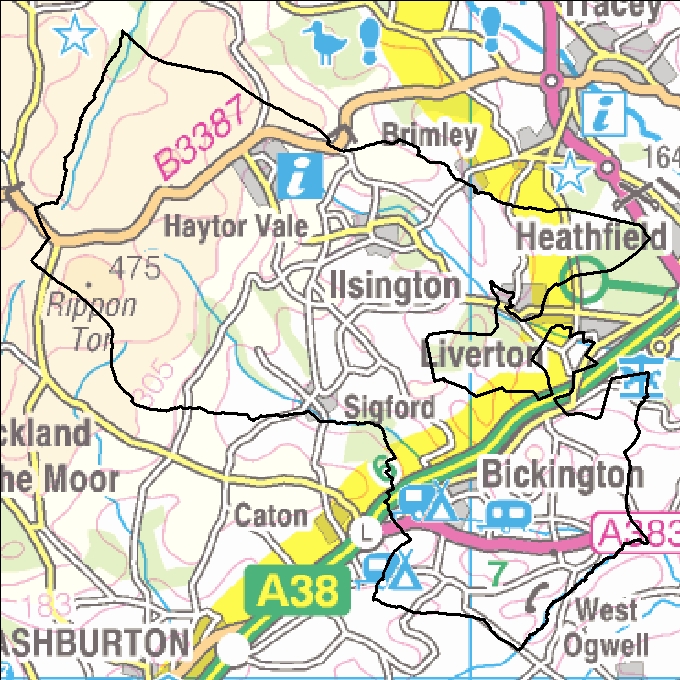 Tracey
Brimley
B3387
164
Haytor Vale
Heathfield
475
Ilsington
Rippon
Tor
Liverton
305
Sigford
ckland
he Moor
Bickington
Caton
L
A383
A38
7
183
West
Ogwell
ASHBURTON